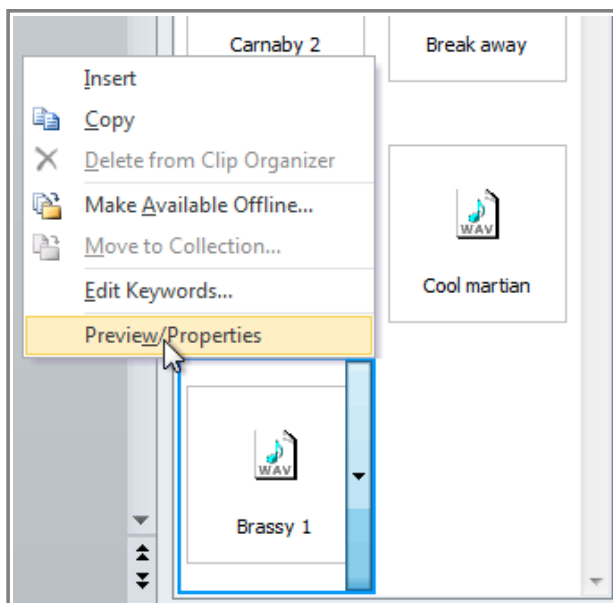 Carnaby 2
Break away
Insert
Copy
Delete from Clip Organizer
Make Available Offline...
Move to Collection...
Edit Keywords...
Preview/Properties
WAV
Cool martian
WAV
Brassy 1